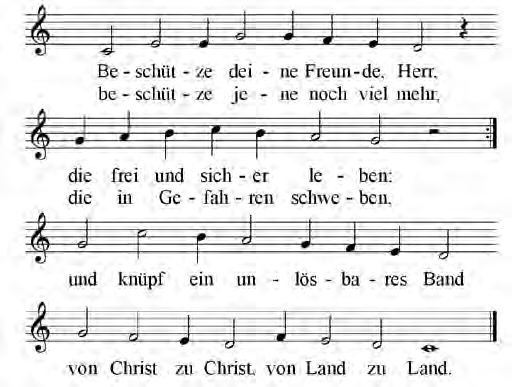 Be - schüt - ze dei - ne Freun - de, Herr,
be - schüt - ze je - ne noch viel mehr,
die frei und sich - er le - ben:
die in Ge - fah - ren schwe - ben,
und knüpf ein un - lös - ba - res Band
von Christ zu Christ, von Land zu Land.